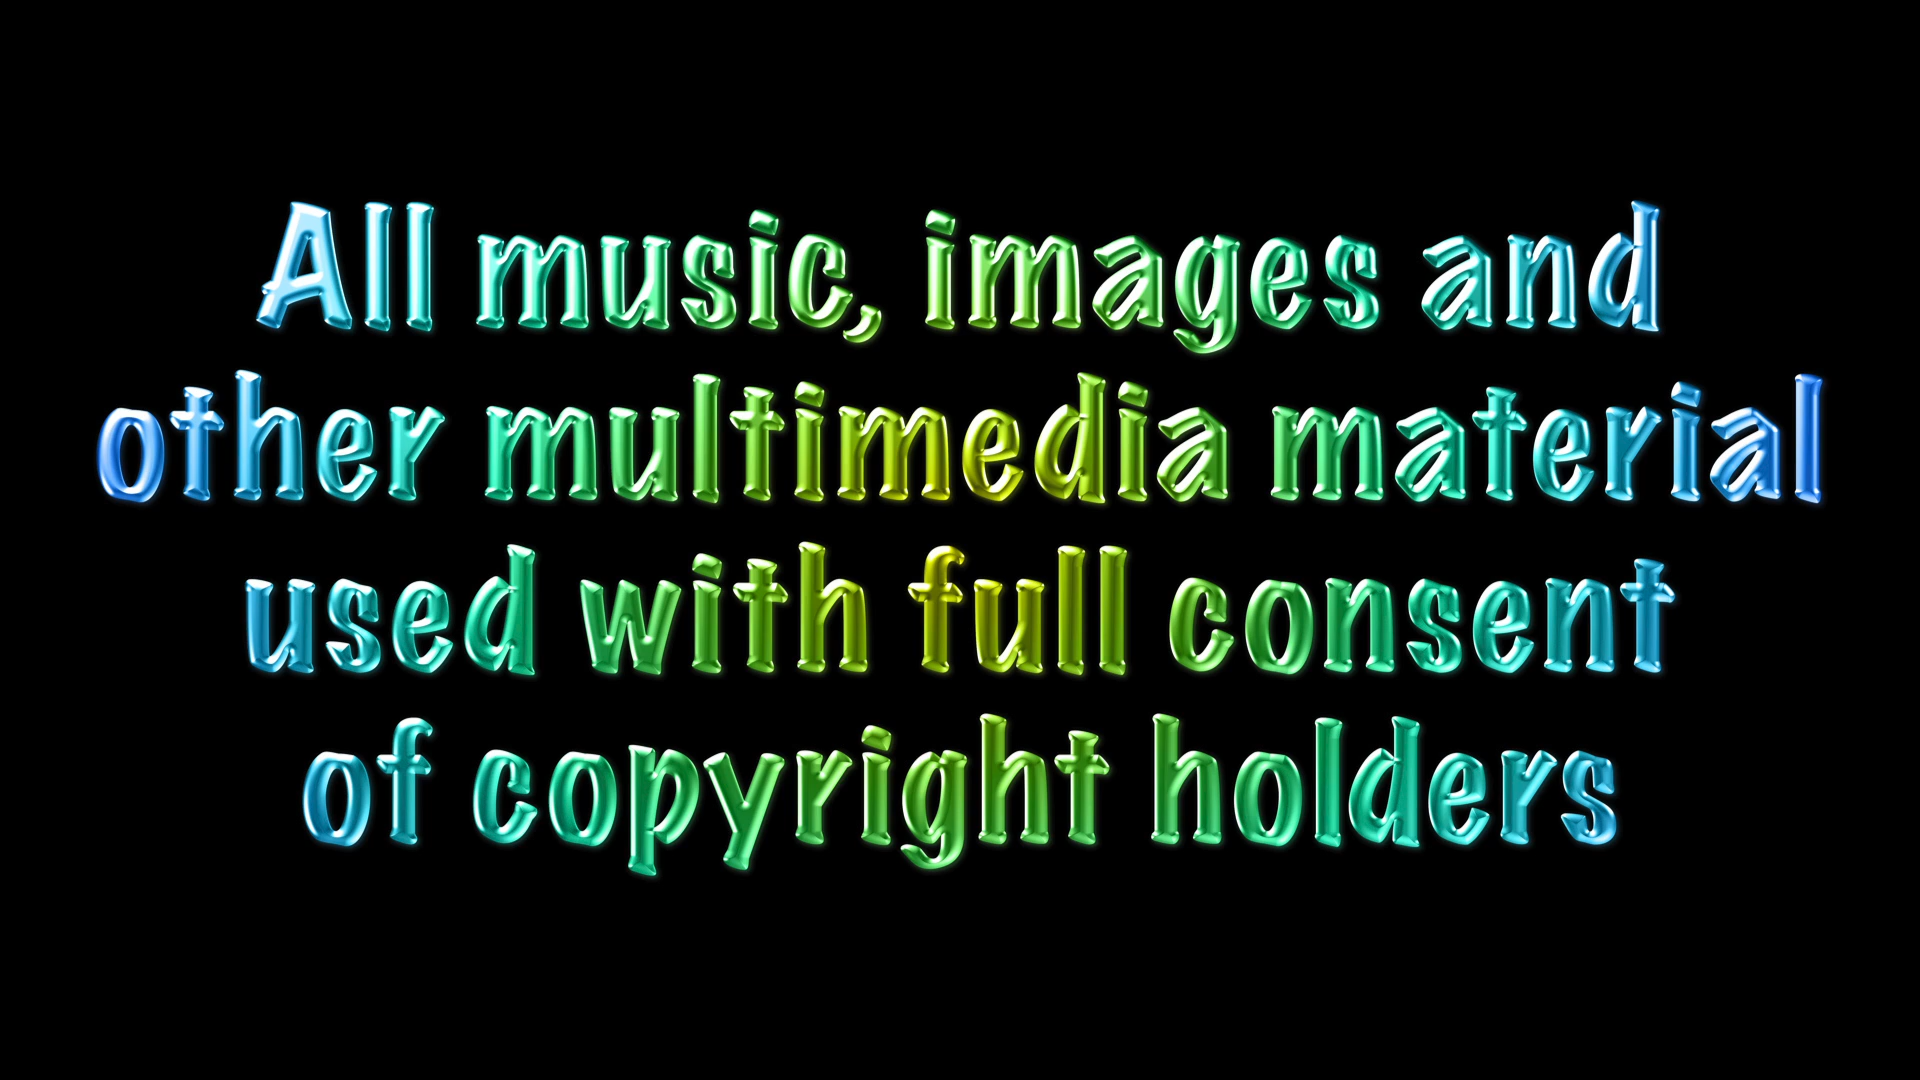 All music, images and
other multimedia material
used with full consent
of copyright holders